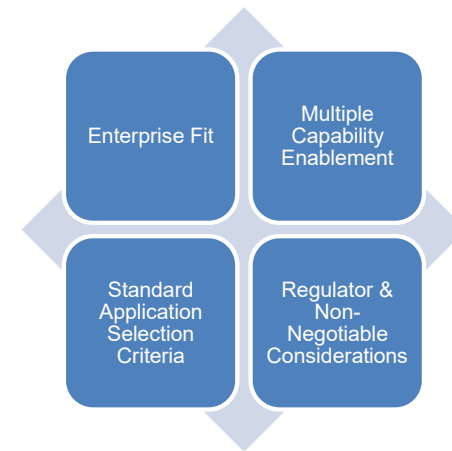 Enterprise Fit
Multiple
Capability
Enablement
Standard
Application
Selection
Criteria
Regulator &
Non-
Negotiable
Considerations